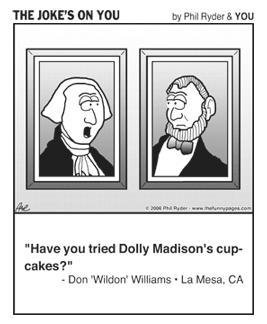 THE JOKE'S ON YOU by Phil Ryder & YOU
© 2006 Phil Ryder - www.thefunnypages.com
"Have you tried Dolly Madison's cup-
cakes?"
- Don 'Wildon' Williams • La Mesa, CA